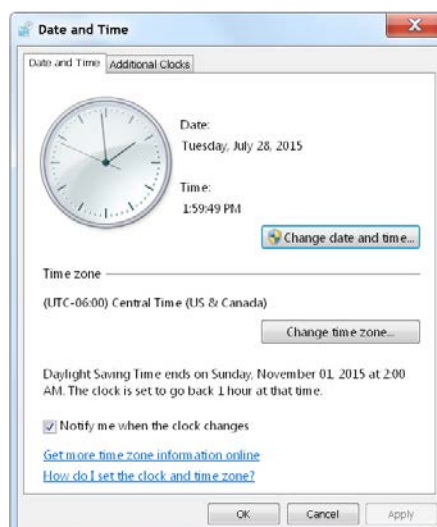 Date and Time
Date and Time
Additional Clocks
Date:
Tuesday, July 28, 2015
Time:
1:59:49 PM
Change date and time...
Time zone
(UTC-06:00) Central Time (US & Canada)
Change time zone...
Daylight Saving Time ends on Sunday, November 01, 2015 at 2:00
AM. The clock is set to go back 1 hour at that time.
Notify me when the clock changes
Get more time zone information online
How do I set the clock and time zone?
OK
Cancel
Apply